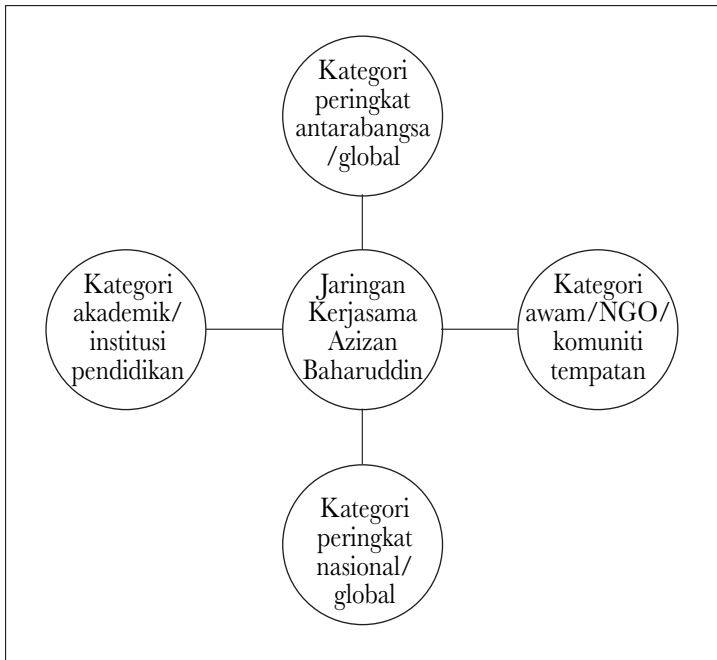 Kategori
peringkat
antarabangsa
/global
Kategori
akademik/
institusi
pendidikan
Jaringan
Kerjasama
Azizan
Baharuddin
Kategori
awam/NGO/
komuniti
tempatan
Kategori
peringkat
nasional/
global